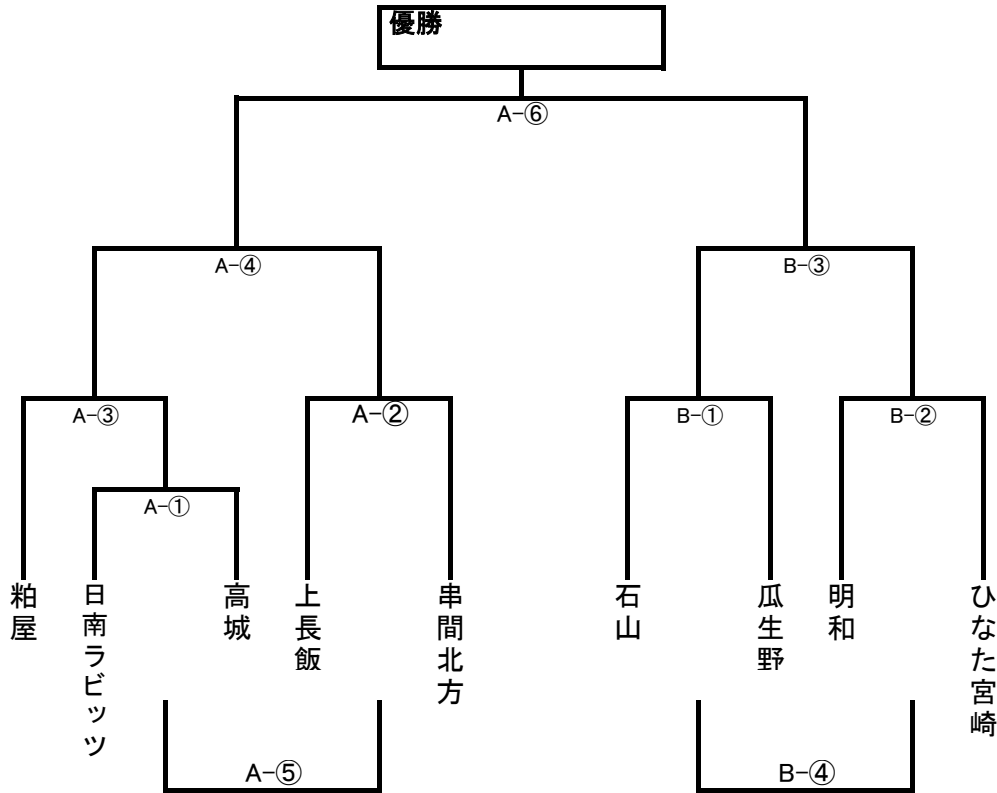 優勝
A-⑥
A-④
B-③
A-③
A-②
B-①
B-②
A-①
粕屋
日南ラビッツ
高城
上長飯
串間北方
石山
瓜生野
明和
ひなた宮崎
A-⑤
B-④